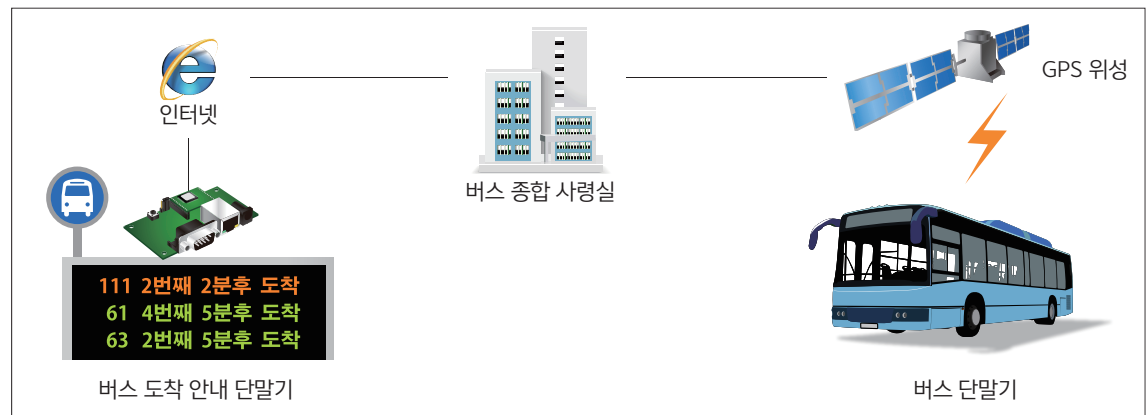 인터넷
버스 종합 사령실
GPS 위성
111 2번째 2분후 도착
61 4번째 5분후 도착
63 2번째 5분후 도착
버스 도착 안내 단말기
버스 단말기